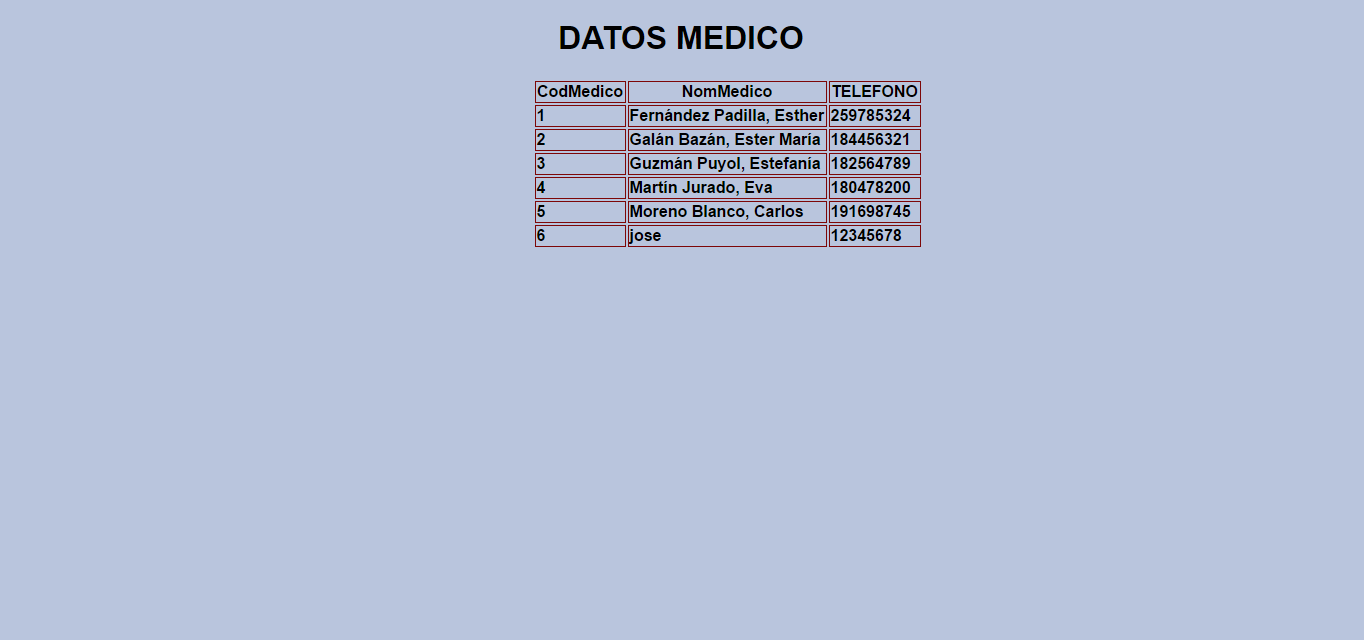 DATOS MEDICO
CodMedico NomMedico TELEFONO
1 Fernández Padilla, Esther 259785324
2 Galán Bazán, Ester María 184456321
3 Guzmán Puyol, Estefanía 182564789
4 Martín Jurado, Eva 180478200
5 Moreno Blanco, Carlos 191698745
6 jose 12345678